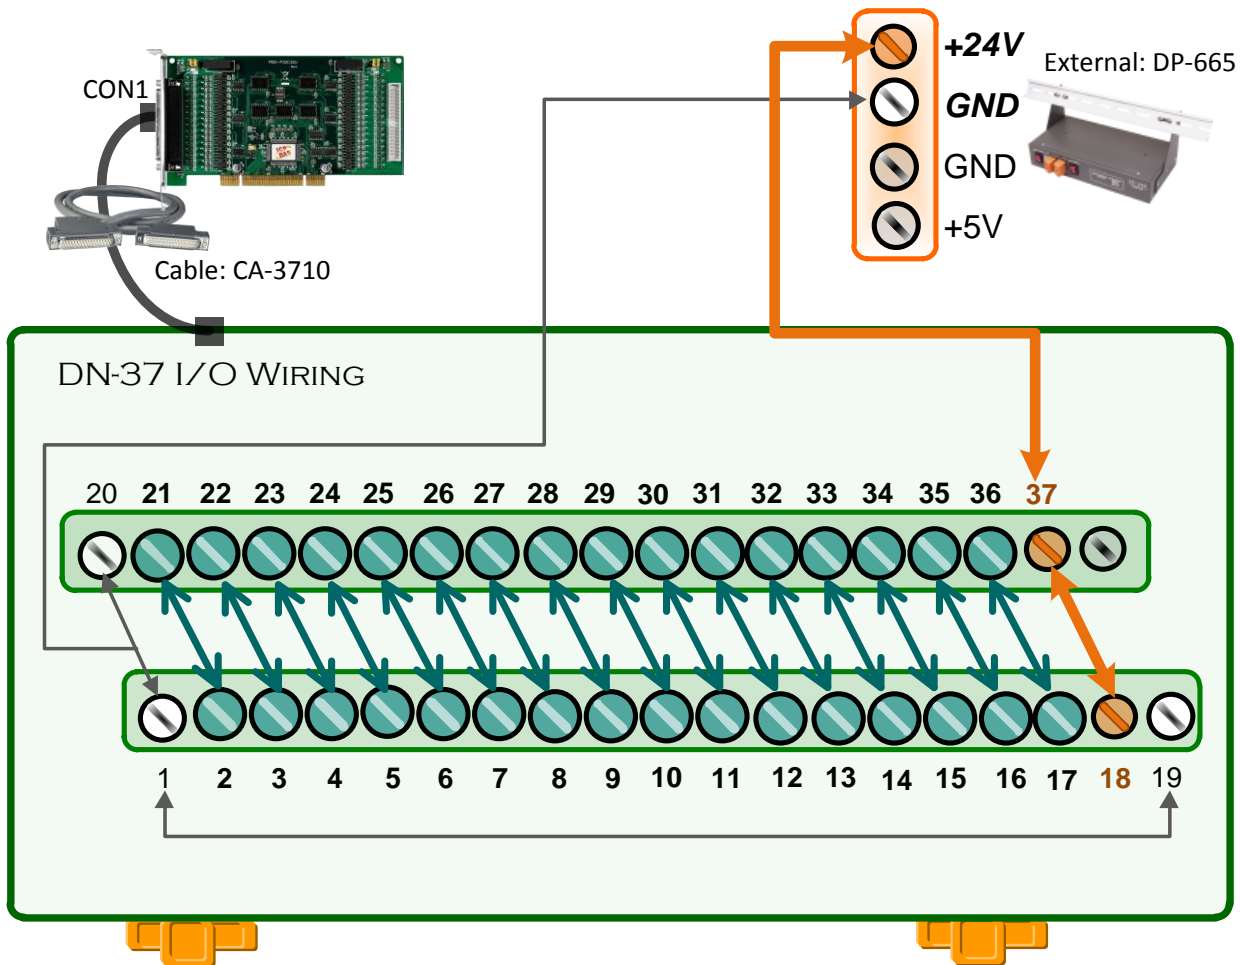 +24V
External: DP-665
CON1
GND
GND
+5V
Cable: CA-3710
DN-37 I/O WIRING
20 21 22 23 24 25 26 27 28 29 30 31 32 33 34 35 36 37
1 2 3 4 5 6 7 8 9 10 11 12 13 14 15 16 17 18 19